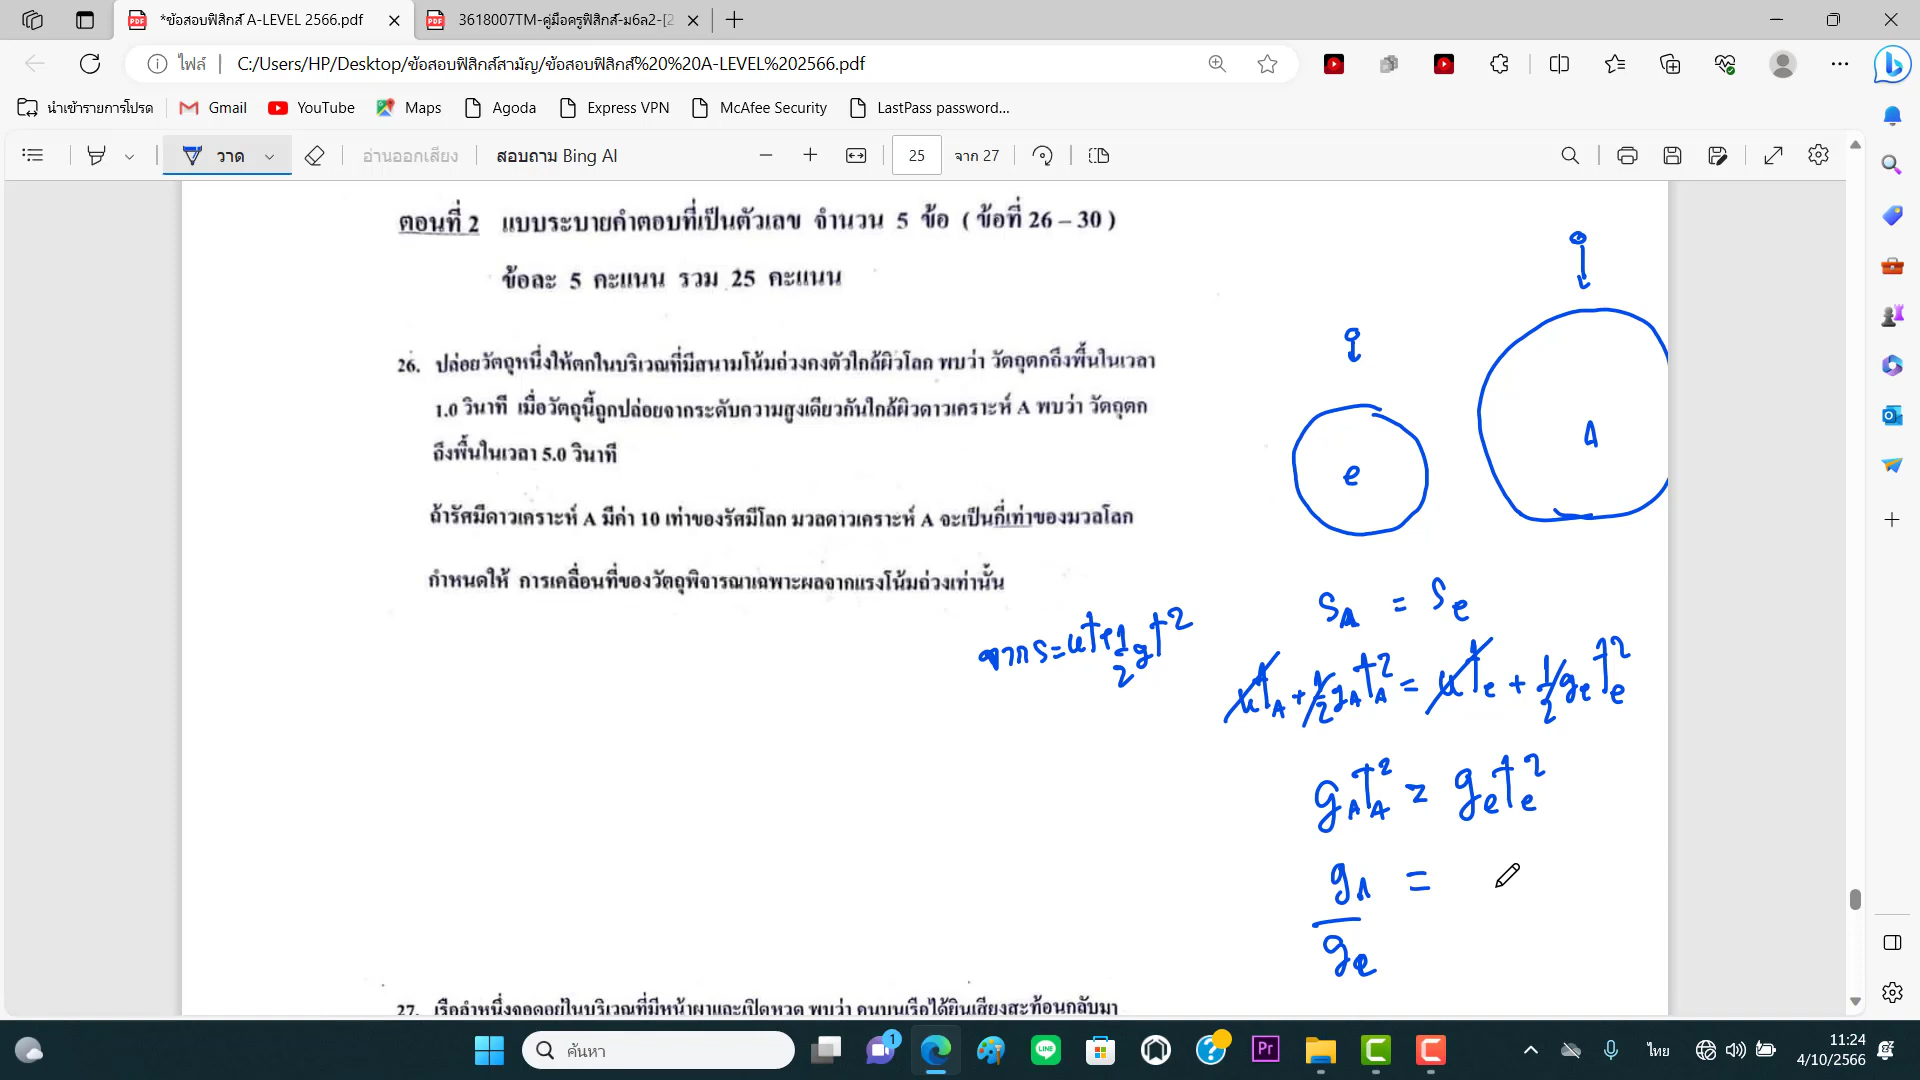 *ข้อสอบฟิสิกส์ A-LEVEL 2566.pdf
3618007TM-คู่มือครูฟิสิกส์-ม6ล2-[2
ไฟล์ C:/Users/HP/Desktop/ข้อสอบฟิสิกส์สามัญ/ข้อสอบฟิสิกส์%20%20A-LEVEL%202566.pdf
นำเข้ารายการโปรด Gmail YouTube Maps Agoda Express VPN McAfee Security LastPass password...
วาด อ่านออกเสียง สอบถาม Bing AI 25 จาก 27
ตอนที่ 2 แบบระบายคำตอบที่เป็นตัวเลข จำนวน 5 ข้อ ( ข้อที่ 26 – 30 )
ข้อละ 5 คะแนน รวม 25 คะแนน
26. ปล่อยวัตถุหนึ่งให้ตกในบริเวณที่มีสนามโน้มถ่วงคงตัวใกล้ผิวโลก พบว่า วัตถุตกถึงพื้นในเวลา
1.0 วินาที เมื่อวัตถุนี้ถูกปล่อยจากระดับความสูงเดียวกันใกล้ผิวดาวเคราะห์ A พบว่า วัตถุตก
ถึงพื้นในเวลา 5.0 วินาที
ถ้ารัศมีดาวเคราะห์ A มีค่า 10 เท่าของรัศมีโลก มวลดาวเคราะห์ A จะเป็นกี่เท่าของมวลโลก
กำหนดให้ การเคลื่อนที่ของวัตถุพิจารณาเฉพาะผลจากแรงโน้มถ่วงเท่านั้น
e
A
S_A = S_e
จาก S = ut + 1/2 gt²
ut_A + 1/2 g_A t_A² = ut_e + 1/2 g_e t_e²
g_A t_A² = g_e t_e²
g_A =
g_e
27. เรือลำหนึ่งจอดอยู่ในบริเวณที่มีหน้าผาและเปิดหวูด พบว่า คนบนเรือได้ยินเสียงสะท้อนกลับมา
ค้นหา
1
Pr
LINE
ไทย
11:24
4/10/2566